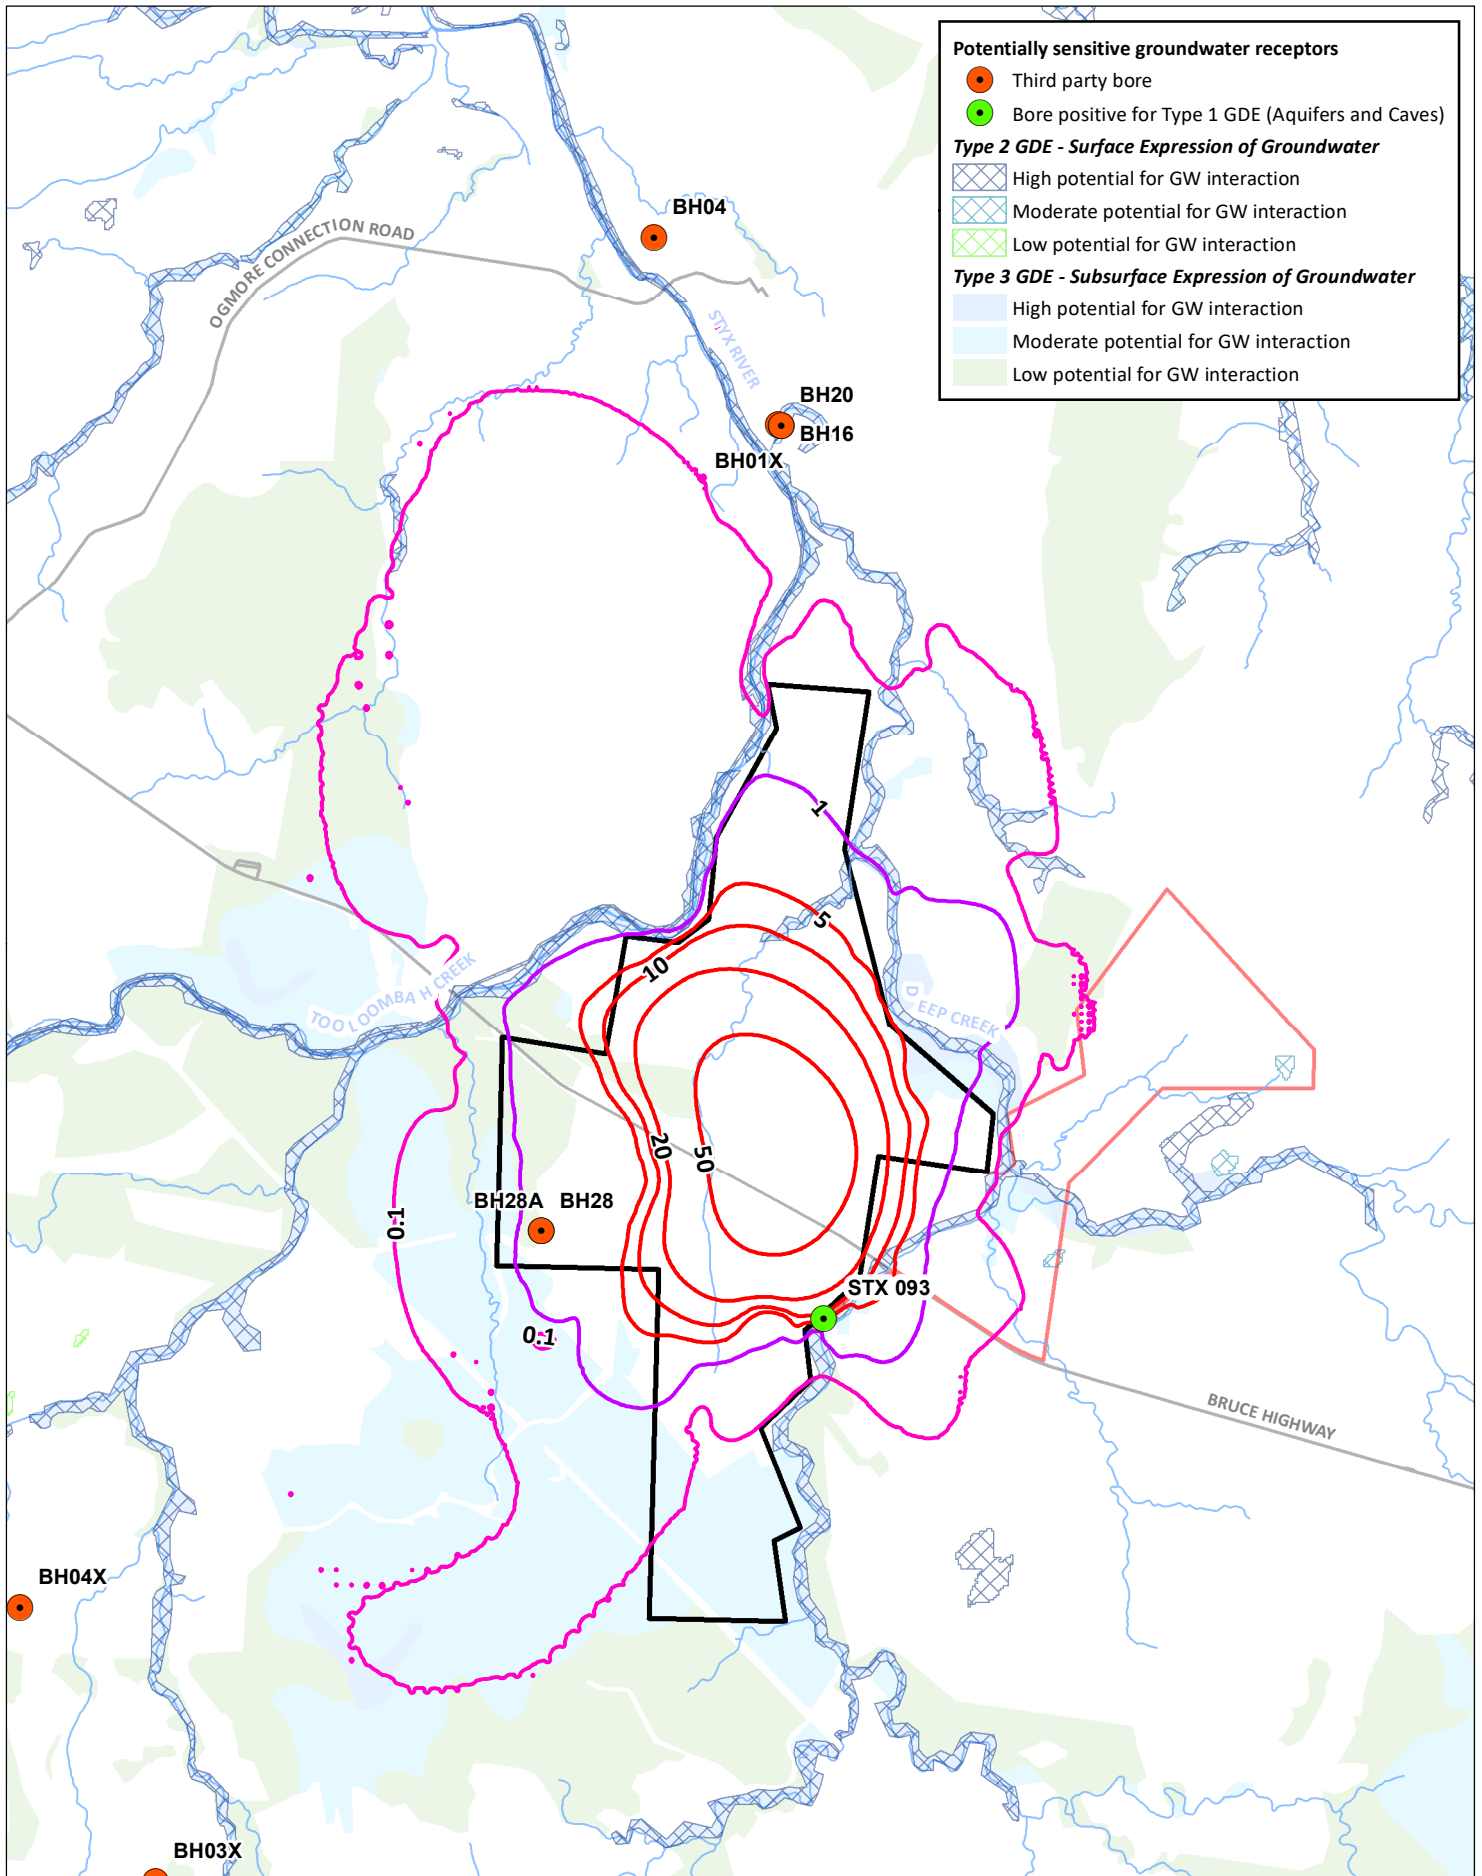 Potentially sensitive groundwater receptors
Third party bore
Bore positive for Type 1 GDE (Aquifers and Caves)
Type 2 GDE - Surface Expression of Groundwater
High potential for GW interaction
Moderate potential for GW interaction
Low potential for GW interaction
Type 3 GDE - Subsurface Expression of Groundwater
High potential for GW interaction
Moderate potential for GW interaction
Low potential for GW interaction
BH04
OGMORE CONNECTION ROAD
STYX RIVER
BH20
BH16
BH01X
1
5
10
TOOLOOMBAH CREEK
DEEP CREEK
20
50
BH28A BH28
0.1
STX 093
0.1
BRUCE HIGHWAY
BH04X
BH03X